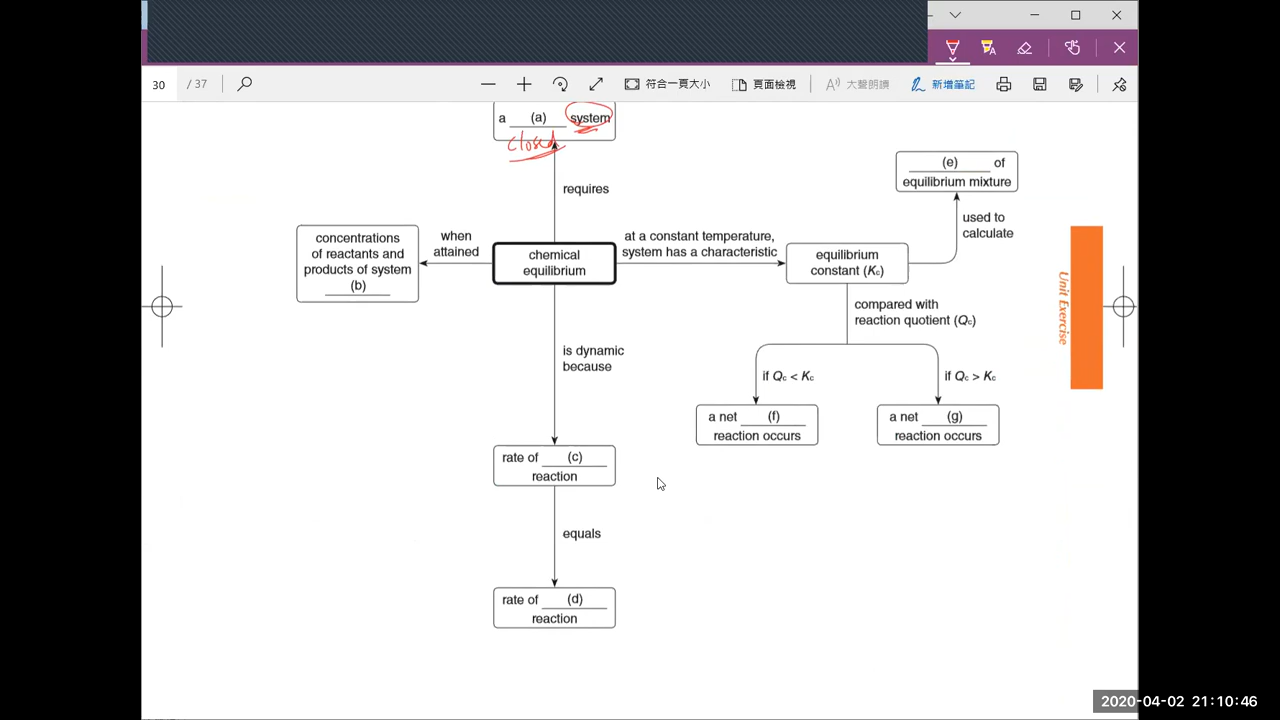 30 / 37
符合一頁大小
頁面檢視
大聲朗讀
新增筆記
a (a) system
closed
requires
(e) of
equilibrium mixture
used to
calculate
concentrations
of reactants and
products of system
(b)
when
attained
chemical
equilibrium
at a constant temperature,
system has a characteristic
equilibrium
constant (Kc)
compared with
reaction quotient (Qc)
Unit Exercise
is dynamic
because
if Qc < Kc
if Qc > Kc
a net (f)
reaction occurs
a net (g)
reaction occurs
rate of (c)
reaction
equals
rate of (d)
reaction
2020-04-02 21:10:46